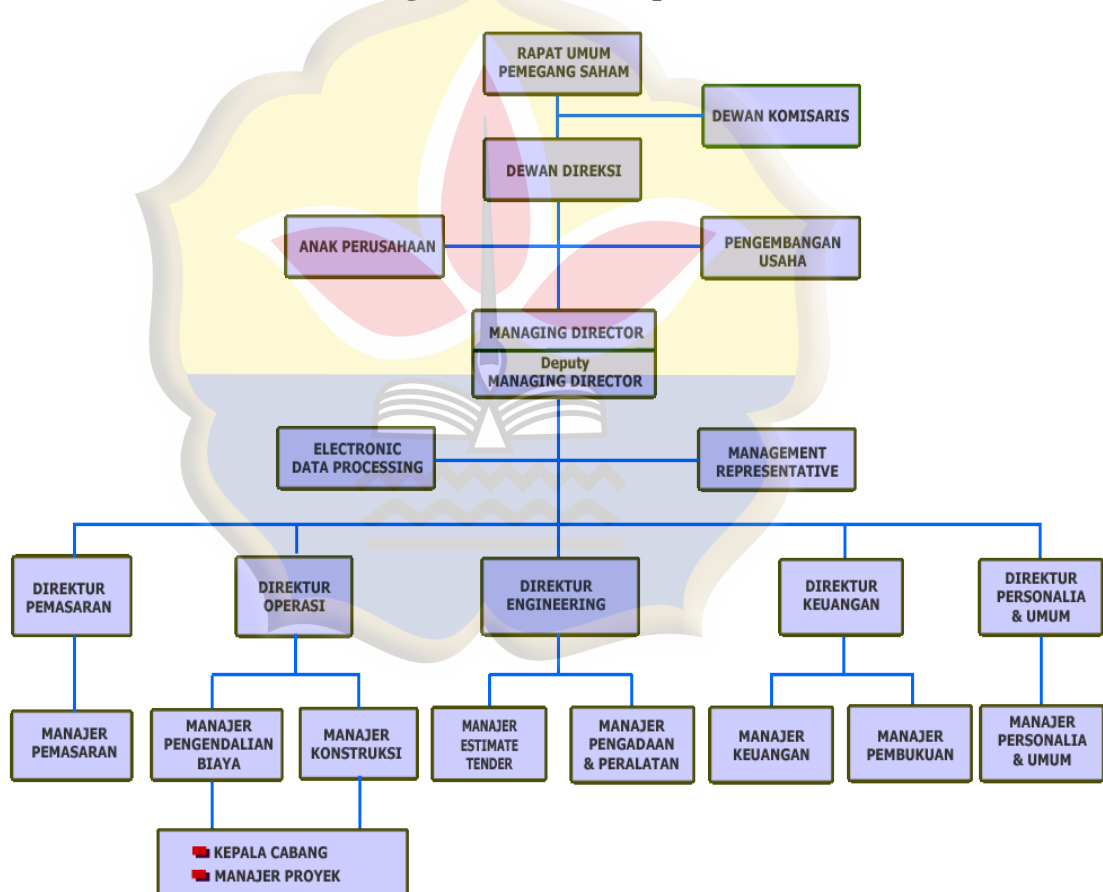 RAPAT UMUM
PEMEGANG SAHAM
DEWAN KOMISARIS
DEWAN DIREKSI
ANAK PERUSAHAAN
PENGEMBANGAN
USAHA
MANAGING DIRECTOR
Deputy
MANAGING DIRECTOR
ELECTRONIC
DATA PROCESSING
MANAGEMENT
REPRESENTATIVE
DIREKTUR
PEMASARAN
DIREKTUR
OPERASI
DIREKTUR
ENGINEERING
DIREKTUR
KEUANGAN
DIREKTUR
PERSONALIA
& UMUM
MANAJER
PEMASARAN
MANAJER
PENGENDALIAN
BIAYA
MANAJER
KONSTRUKSI
MANAJER
ESTIMATE
TENDER
MANAJER
PENGADAAN
& PERALATAN
MANAJER
KEUANGAN
MANAJER
PEMBUKUAN
MANAJER
PERSONALIA
& UMUM
KEPALA CABANG
MANAJER PROYEK